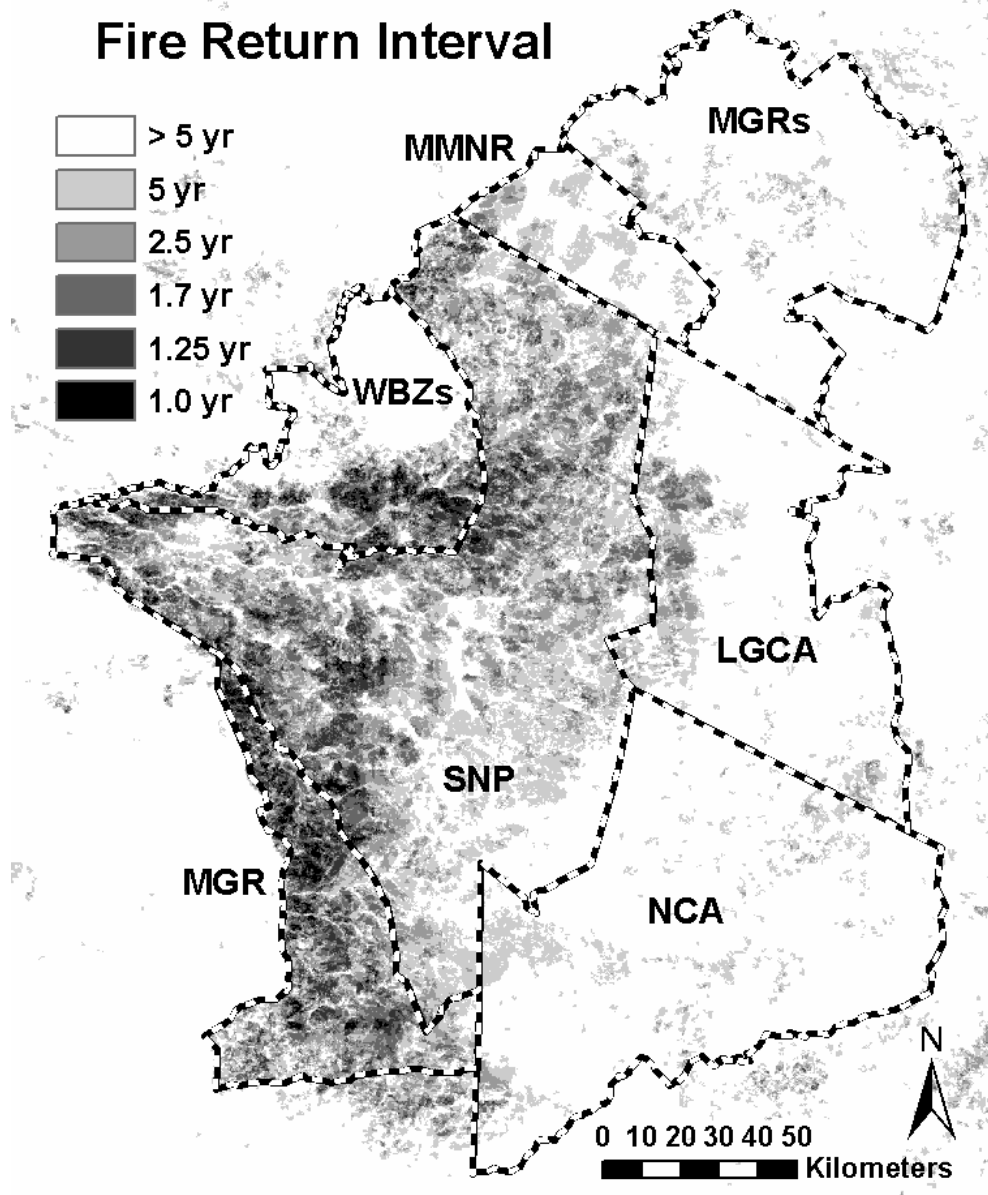 Fire Return Interval
> 5 yr
5 yr
2.5 yr
1.7 yr
1.25 yr
1.0 yr
MMNR
MGRs
WBZs
LGCA
SNP
MGR
NCA
N
0 10 20 30 40 50
Kilometers